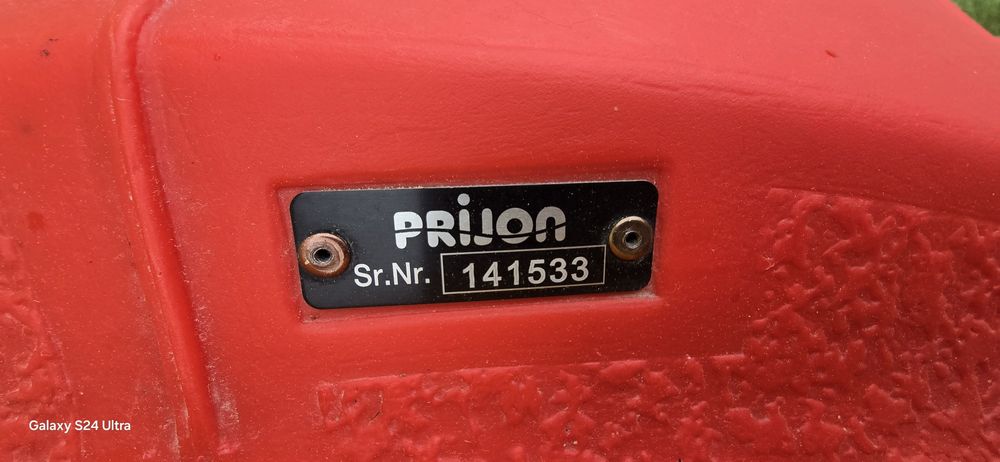 PRIJON
Sr.Nr. 141533
Galaxy S24 Ultra